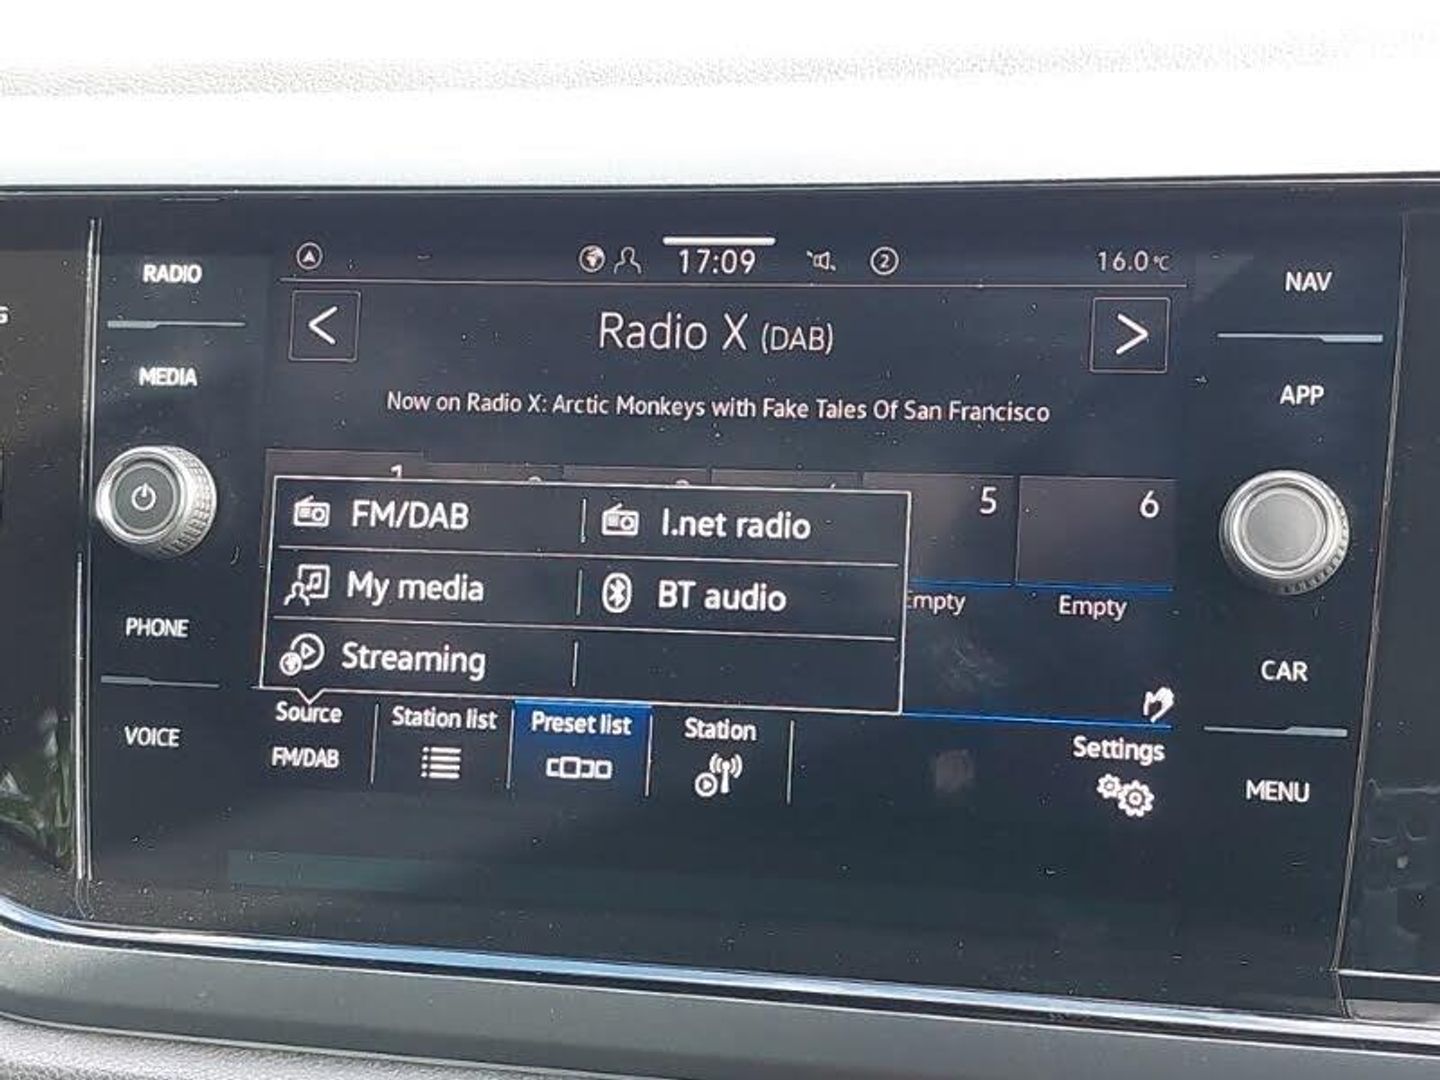 RADIO
MEDIA
PHONE
VOICE
17:09
2
16.0°C
<
Radio X (DAB)
>
Now on Radio X: Arctic Monkeys with Fake Tales Of San Francisco
1
5
6
FM/DAB
I.net radio
My media
BT audio
Streaming
Empty
Source
FM/DAB
Station list
Preset list
Station
Settings
NAV
APP
CAR
MENU